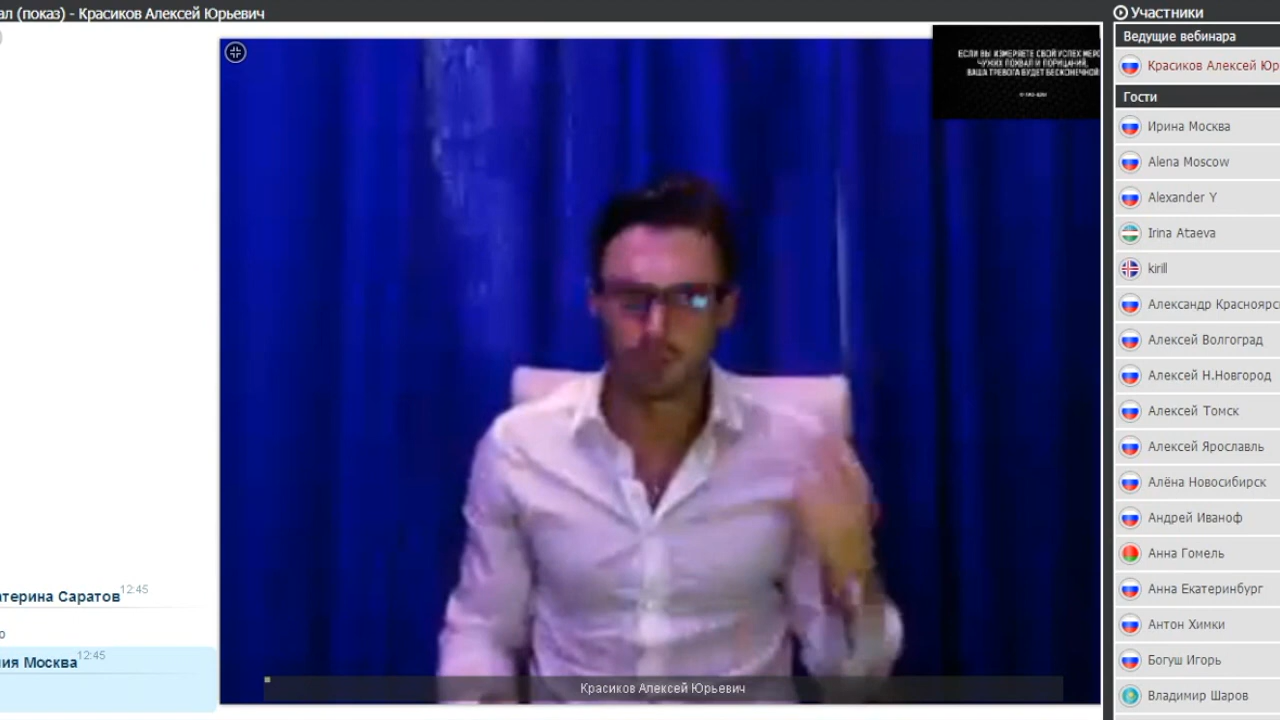 ал (показ) - Красиков Алексей Юрьевич
ЕСЛИ ВЫ ИЗМЕРЯЕТЕ СВОЙ УСПЕХ МЕРО
ЧУЖИХ ПОХВАЛ И ПОРИЦАНИЙ,
ВАША ТРЕВОГА БУДЕТ БЕСКОНЕЧНОЙ
атерина Саратов 12:45
о
ия Москва 12:45
Красиков Алексей Юрьевич
Участники
Ведущие вебинара
Красиков Алексей Юр
Гости
Ирина Москва
Alena Moscow
Alexander Y
Irina Ataeva
kirill
Александр Краснояrс
Алексей Волгоград
Алексей Н.Новгород
Алексей Томск
Алексей Ярославль
Алёна Новосибирск
Андрей Иваноф
Анна Гомель
Анна Екатеринбург
Антон Химки
Богуш Игорь
Владимир Шаров